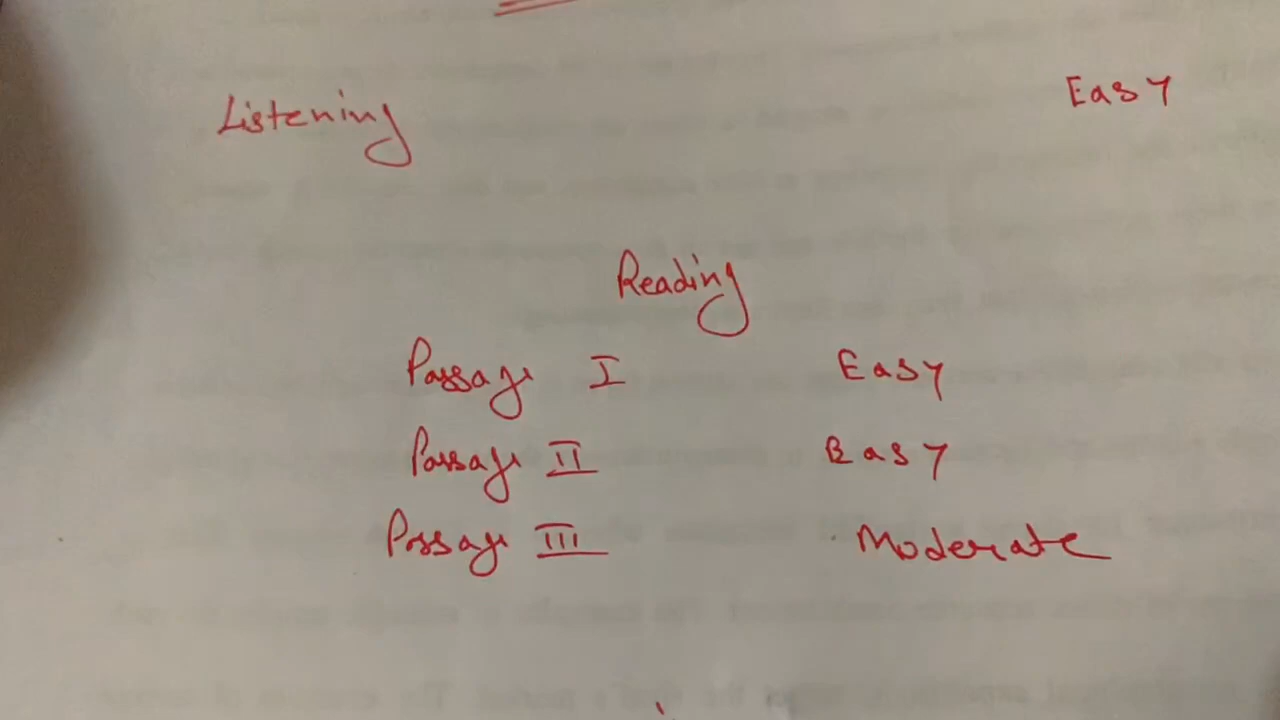 Listening Easy
Reading
Passage I Easy
Passage II Easy
Passage III Moderate